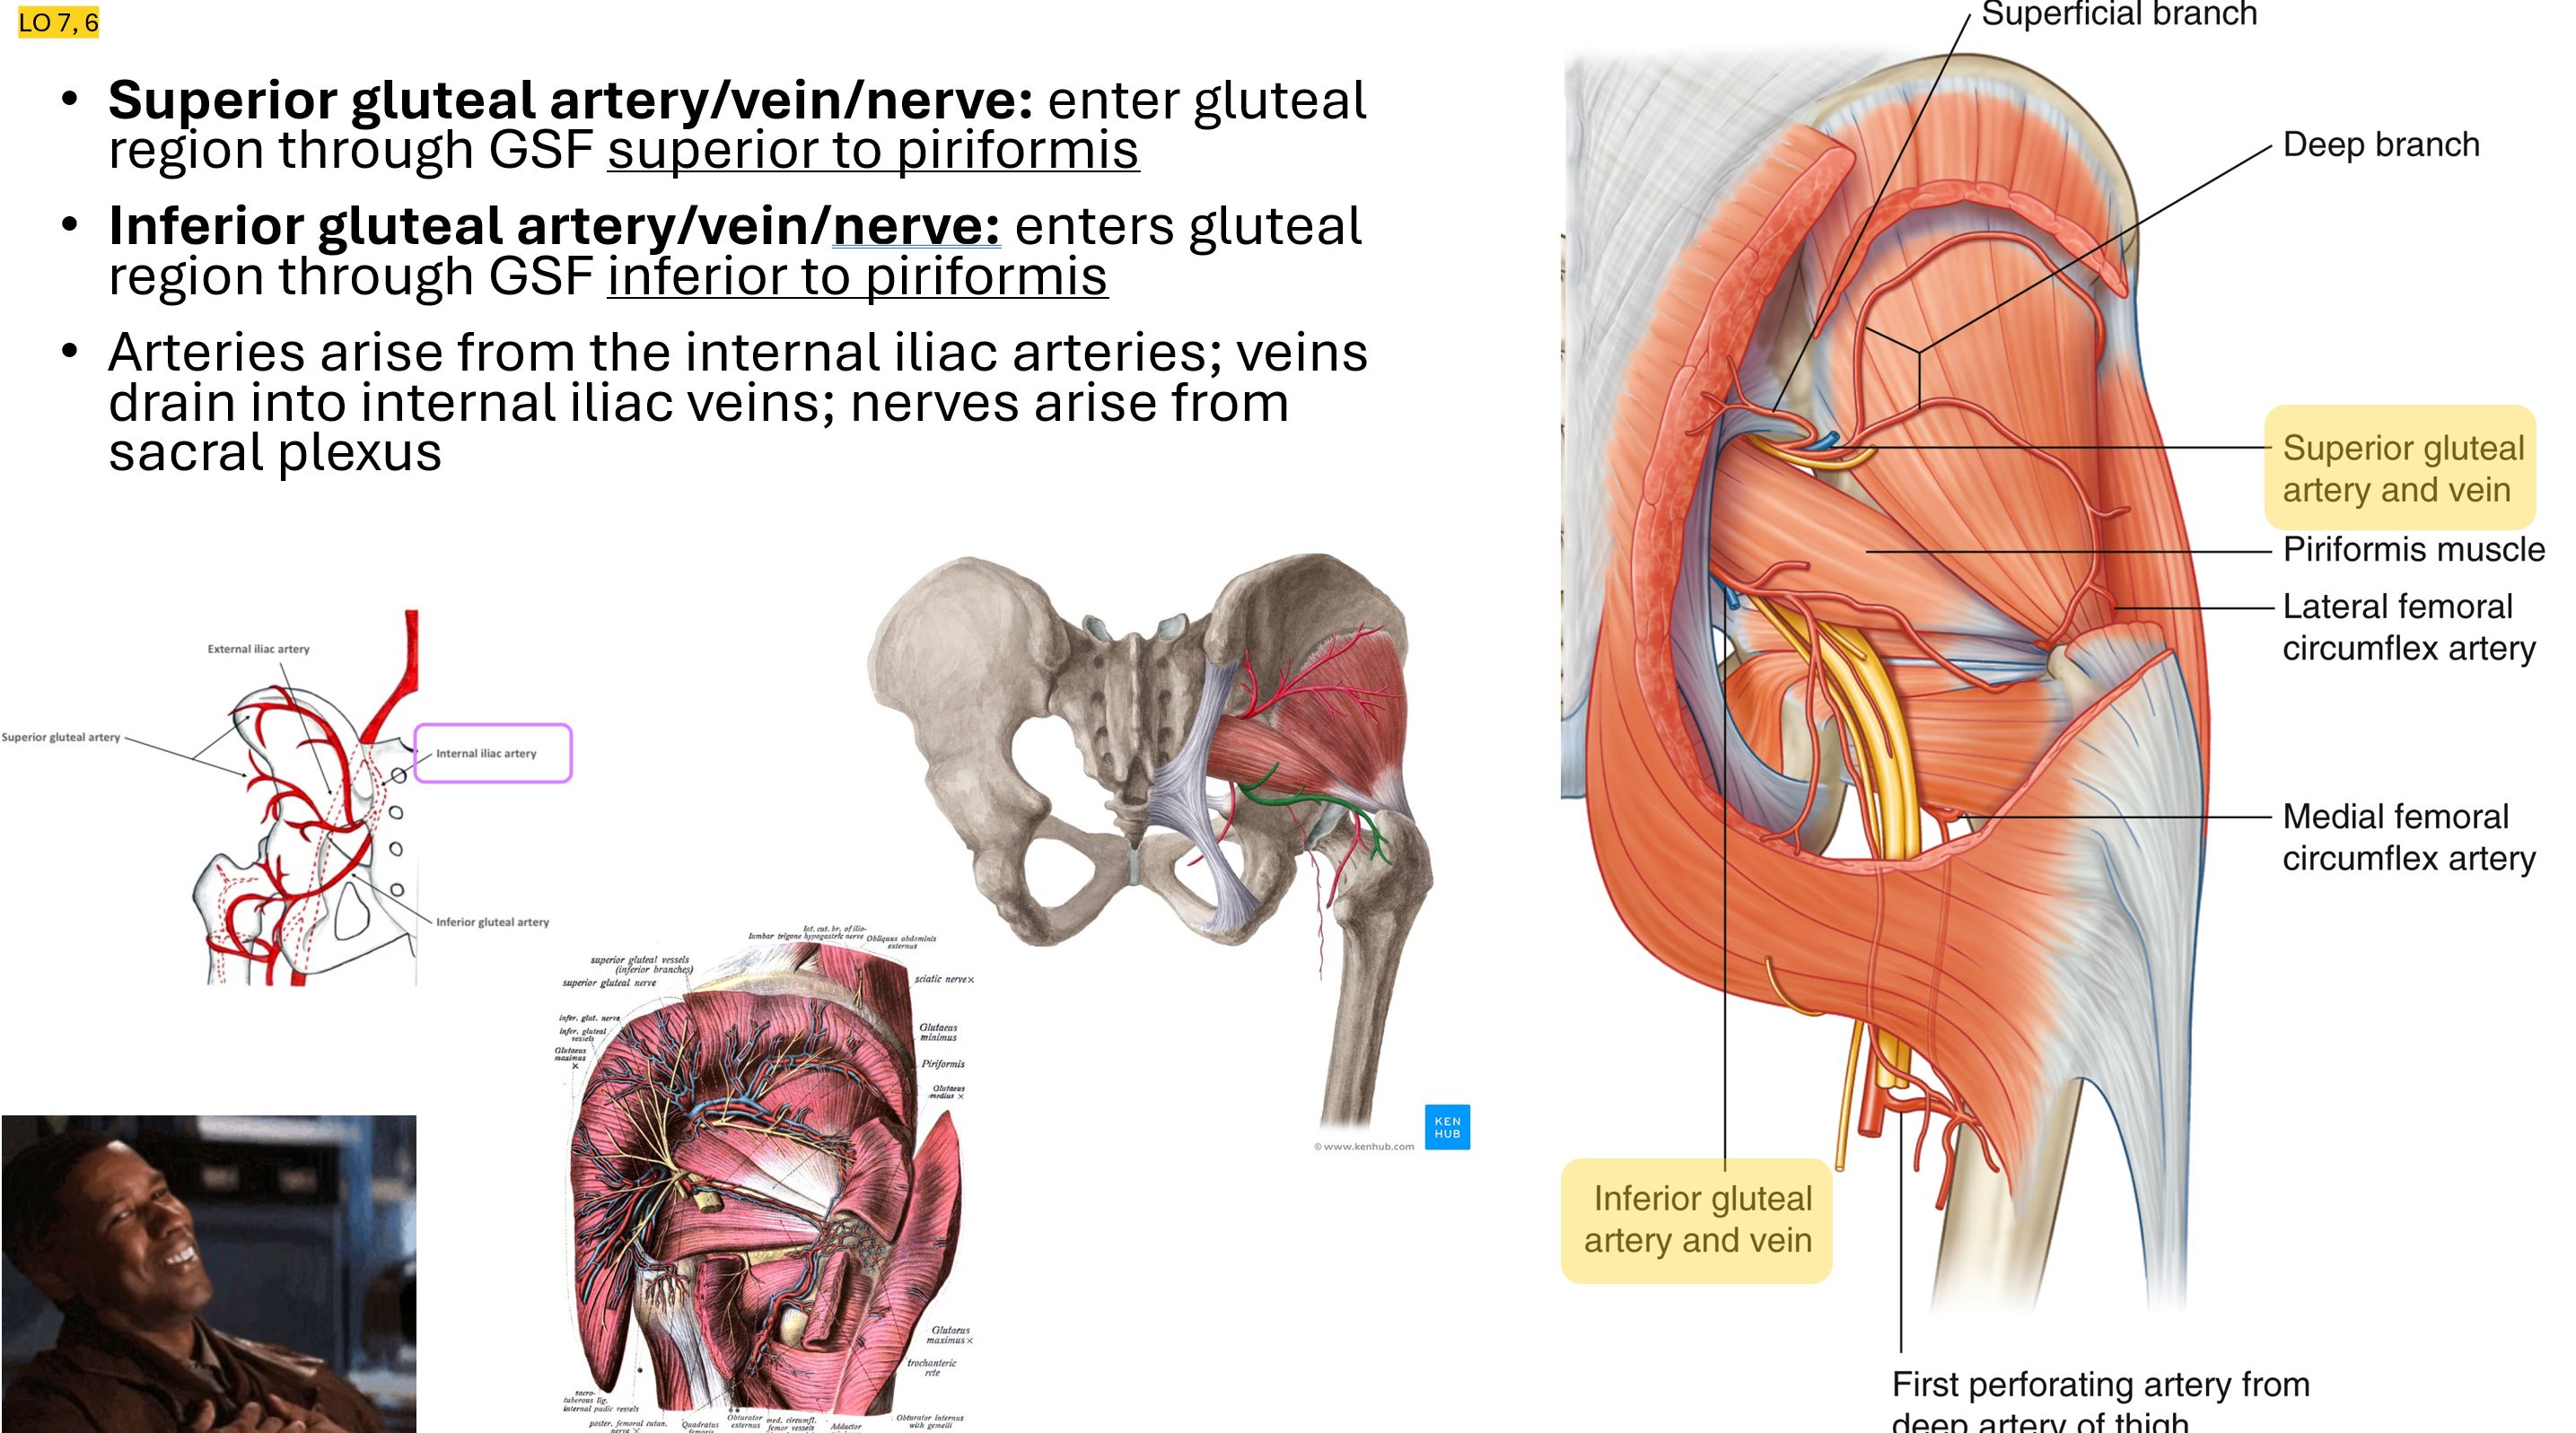 LO 7, 6
• Superior gluteal artery/vein/nerve: enter gluteal
region through GSF superior to piriformis
• Inferior gluteal artery/vein/nerve: enters gluteal
region through GSF inferior to piriformis
• Arteries arise from the internal iliac arteries; veins
drain into internal iliac veins; nerves arise from
sacral plexus
External iliac artery
Superior gluteal artery
Internal iliac artery
Inferior gluteal artery
Int. cut. br. of ilio-
lumbar trigone hypogastric nerve
Obliquus abdominis
externus
superior gluteal vessels
(inferior branches)
superior gluteal nerve
sciatic nerve×
infer. glut. nerve
infer. gluteal
vessels
Glutaeus
maximus
×
Glutaeus
minimus
Piriformis
Glutaeus
medius ×
Glutaeus
maximus×
trochanteric
rete
sacro-
tuberous lig.
internal pudic vessels
poster. femoral cutan.
nerve ×
Quadratus
femoris
Obturator
externus
med. circumfl.
femor vessels
Adductor
Obturator internus
with gemelli
© www.kenhub.com
KEN
HUB
Superficial branch
Deep branch
Superior gluteal
artery and vein
Piriformis muscle
Lateral femoral
circumflex artery
Medial femoral
circumflex artery
Inferior gluteal
artery and vein
First perforating artery from
deep artery of thigh